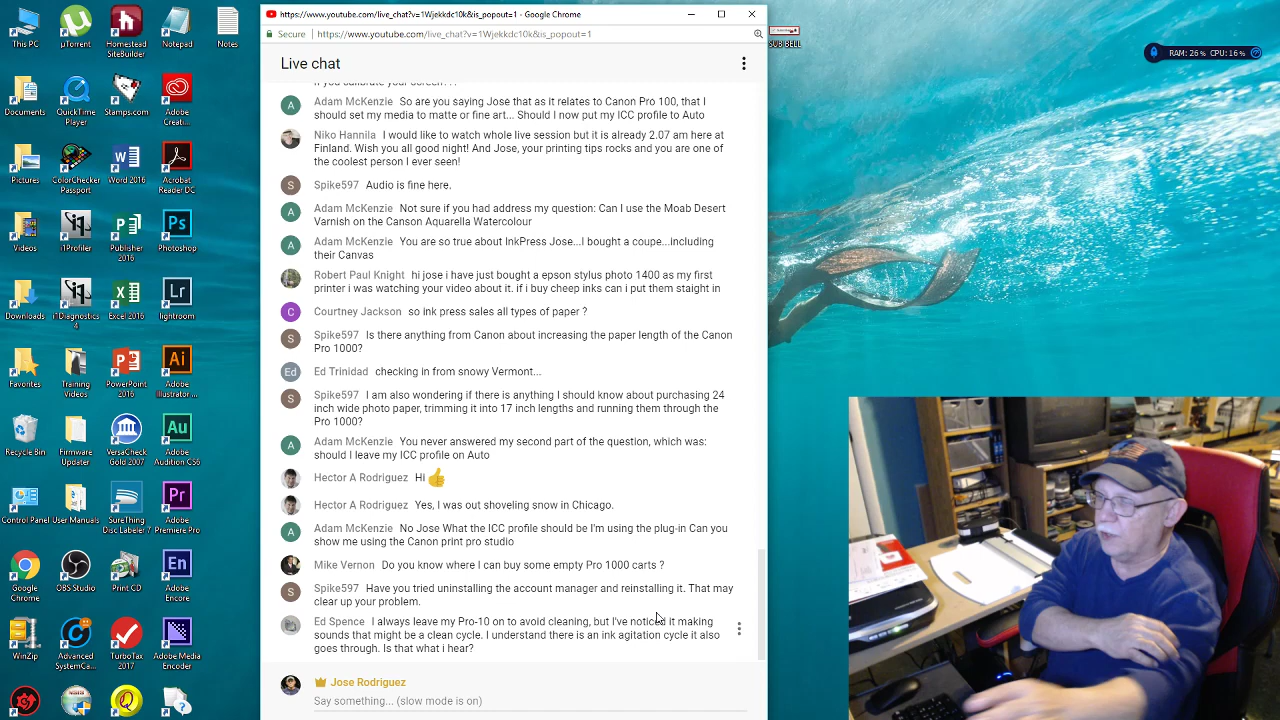 https://www.youtube.com/live_chat?v=1Wjekkdc10k&is_popout=1 - Google Chrome
Secure
https://www.youtube.com/live_chat?v=1Wjekkdc10k&is_popout=1
Live chat
Adam McKenzie So are you saying Jose that as it relates to Canon Pro 100, that I
should set my media to matte or fine art... Should I now put my ICC profile to Auto
Niko Hannila I would like to watch whole live session but it is already 2.07 am here at
Finland. Wish you all good night! And Jose, your printing tips rocks and you are one of
the coolest person I ever seen!
Spike597 Audio is fine here.
Adam McKenzie Not sure if you had address my question: Can I use the Moab Desert
Varnish on the Canson Aquarella Watercolour
Adam McKenzie You are so true about InkPress Jose...I bought a coupe...including
their Canvas
Robert Paul Knight hi jose i have just bought a epson stylus photo 1400 as my first
printer i was watching your video about it. if i buy cheep inks can i put them staight in
Courtney Jackson so ink press sales all types of paper ?
Spike597 Is there anything from Canon about increasing the paper length of the Canon
Pro 1000?
Ed Trinidad checking in from snowy Vermont...
Spike597 I am also wondering if there is anything I should know about purchasing 24
inch wide photo paper, trimming it into 17 inch lengths and running them through the
Pro 1000?
Adam McKenzie You never answered my second part of the question, which was:
should I leave my ICC profile on Auto
Hector A Rodriguez Hi
Hector A Rodriguez Yes, I was out shoveling snow in Chicago.
Adam McKenzie No Jose What the ICC profile should be I'm using the plug-in Can you
show me using the Canon print pro studio
Mike Vernon Do you know where I can buy some empty Pro 1000 carts ?
Spike597 Have you tried uninstalling the account manager and reinstalling it. That may
clear up your problem.
Ed Spence I always leave my Pro-10 on to avoid cleaning, but I've noticed it making
sounds that might be a clean cycle. I understand there is an ink agitation cycle it also
goes through. Is that what i hear?
Jose Rodriguez
Say something... (slow mode is on)
This PC
µTorrent
Homestead
SiteBuilder
Notepad
Notes
Documents
QuickTime
Player
Stamps.com
Adobe
Creati...
Pictures
ColorChecker
Passport
Word 2016
Acrobat
Reader DC
Videos
i1Profiler
Publisher
2016
Photoshop
Downloads
i1Diagnostics
4
Excel 2016
lightroom
Favorites
Training
Videos
PowerPoint
2016
Adobe
Illustrator ...
Recycle Bin
Firmware
Updater
VersaCheck
Gold 2007
Adobe
Audition CS6
Control Panel
User Manuals
SureThing
Disc Labeler 7
Adobe
Premiere Pro
Google
Chrome
OBS Studio
Print CD
Adobe
Encore
WinZip
Advanced
SystemCa...
TurboTax
2017
Adobe Media
Encoder
SUB BELL
RAM: 26 % CPU: 16 %